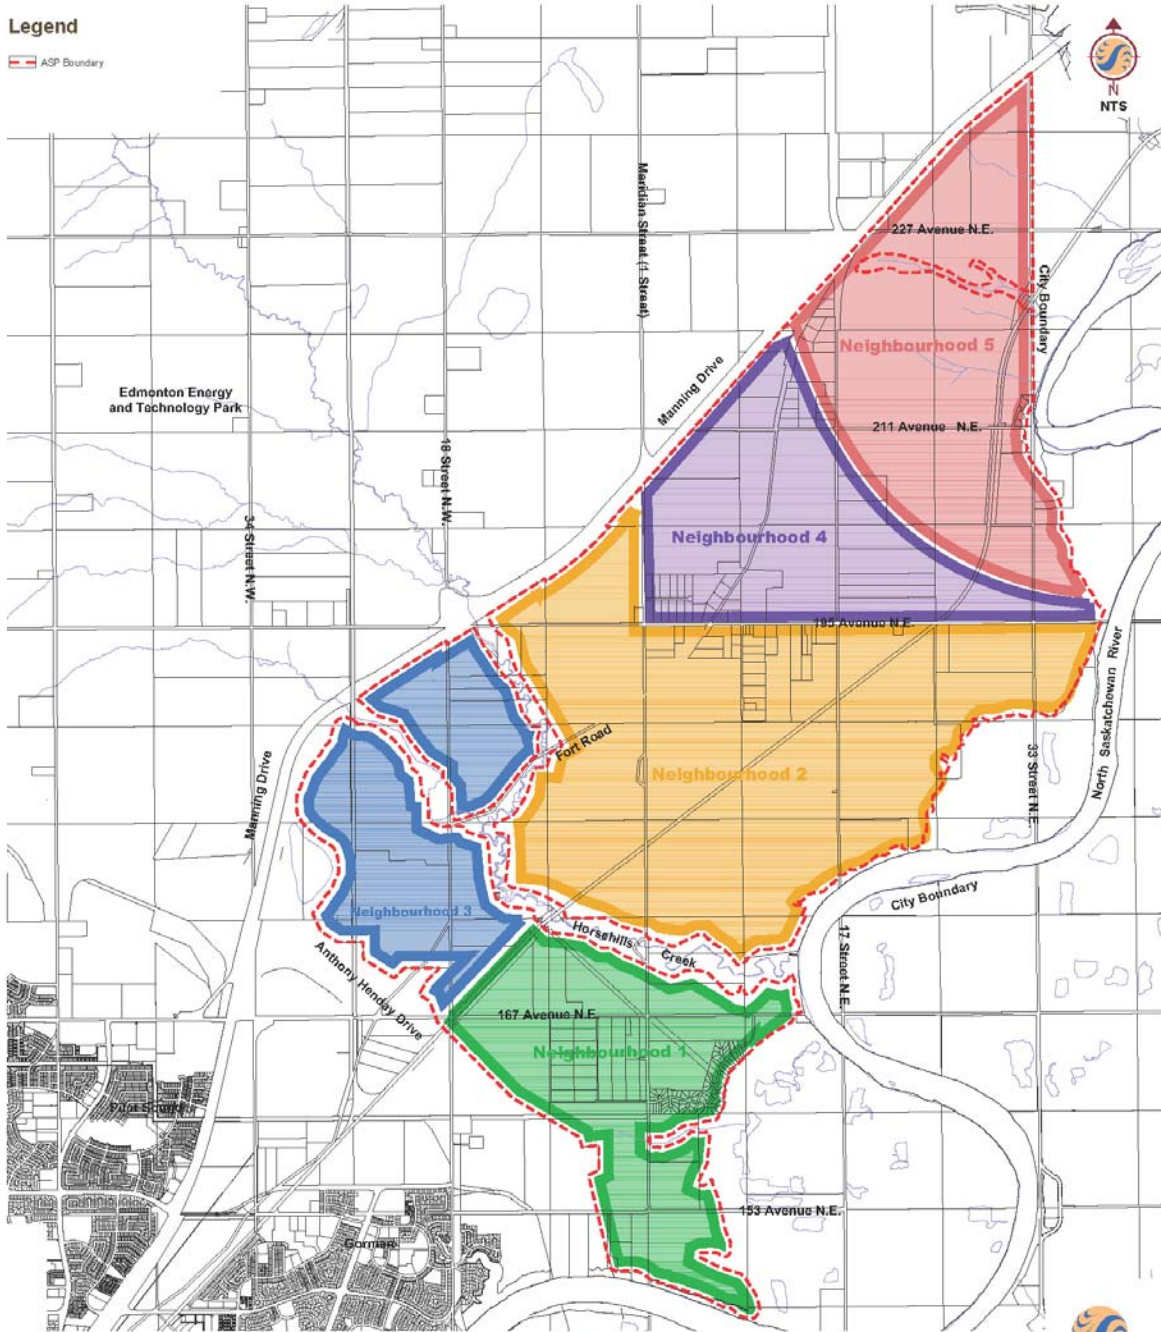 Legend
ASP Boundary
N
NTS
Meridian Street (1 Street)
227 Avenue N.E.
City Boundary
Neighbourhood 5
Manning Drive
Edmonton Energy
and Technology Park
211 Avenue N.E.
18 Street N.W.
34 Street N.W.
Neighbourhood 4
195 Avenue N.E.
North Saskatchewan River
Fort Road
Neighbourhood 2
33 Street N.E.
Manning Drive
City Boundary
Neighbourhood 3
Horsehills
Creek
17 Street N.E.
Anthony Henday Drive
167 Avenue N.E.
Neighbourhood 1
Pilot Sound
153 Avenue N.E.
Gorman